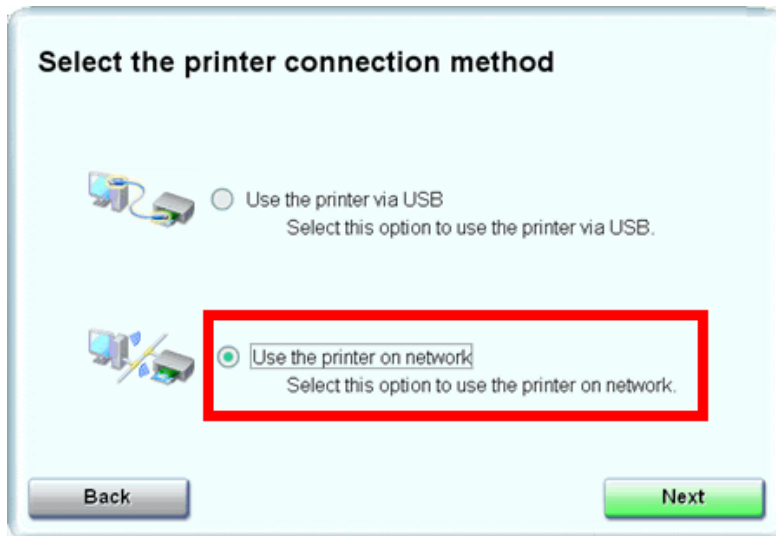 Select the printer connection method
Use the printer via USB
Select this option to use the printer via USB.
Use the printer on network
Select this option to use the printer on network.
Back
Next